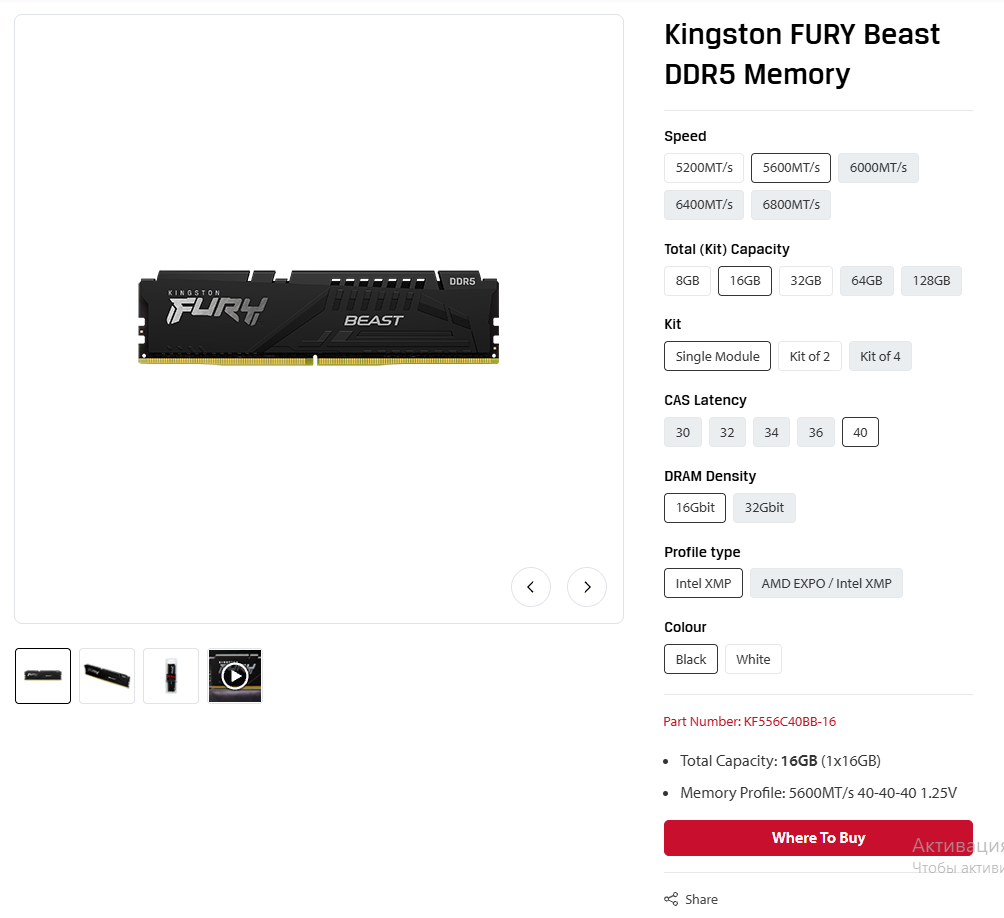 Kingston FURY Beast
DDR5 Memory
KINGSTON
FURY
BEAST
DDR5
Speed
5200MT/s 5600MT/s 6000MT/s
6400MT/s 6800MT/s
Total (Kit) Capacity
8GB 16GB 32GB 64GB 128GB
Kit
Single Module Kit of 2 Kit of 4
CAS Latency
30 32 34 36 40
DRAM Density
16Gbit 32Gbit
Profile type
Intel XMP AMD EXPO / Intel XMP
Colour
Black White
Part Number: KF556C40BB-16
• Total Capacity: 16GB (1x16GB)
• Memory Profile: 5600MT/s 40-40-40 1.25V
Where To Buy
Активация
Чтобы активи
Share